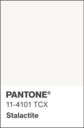 PANTONE®
11-4101 TCX
Stalactite